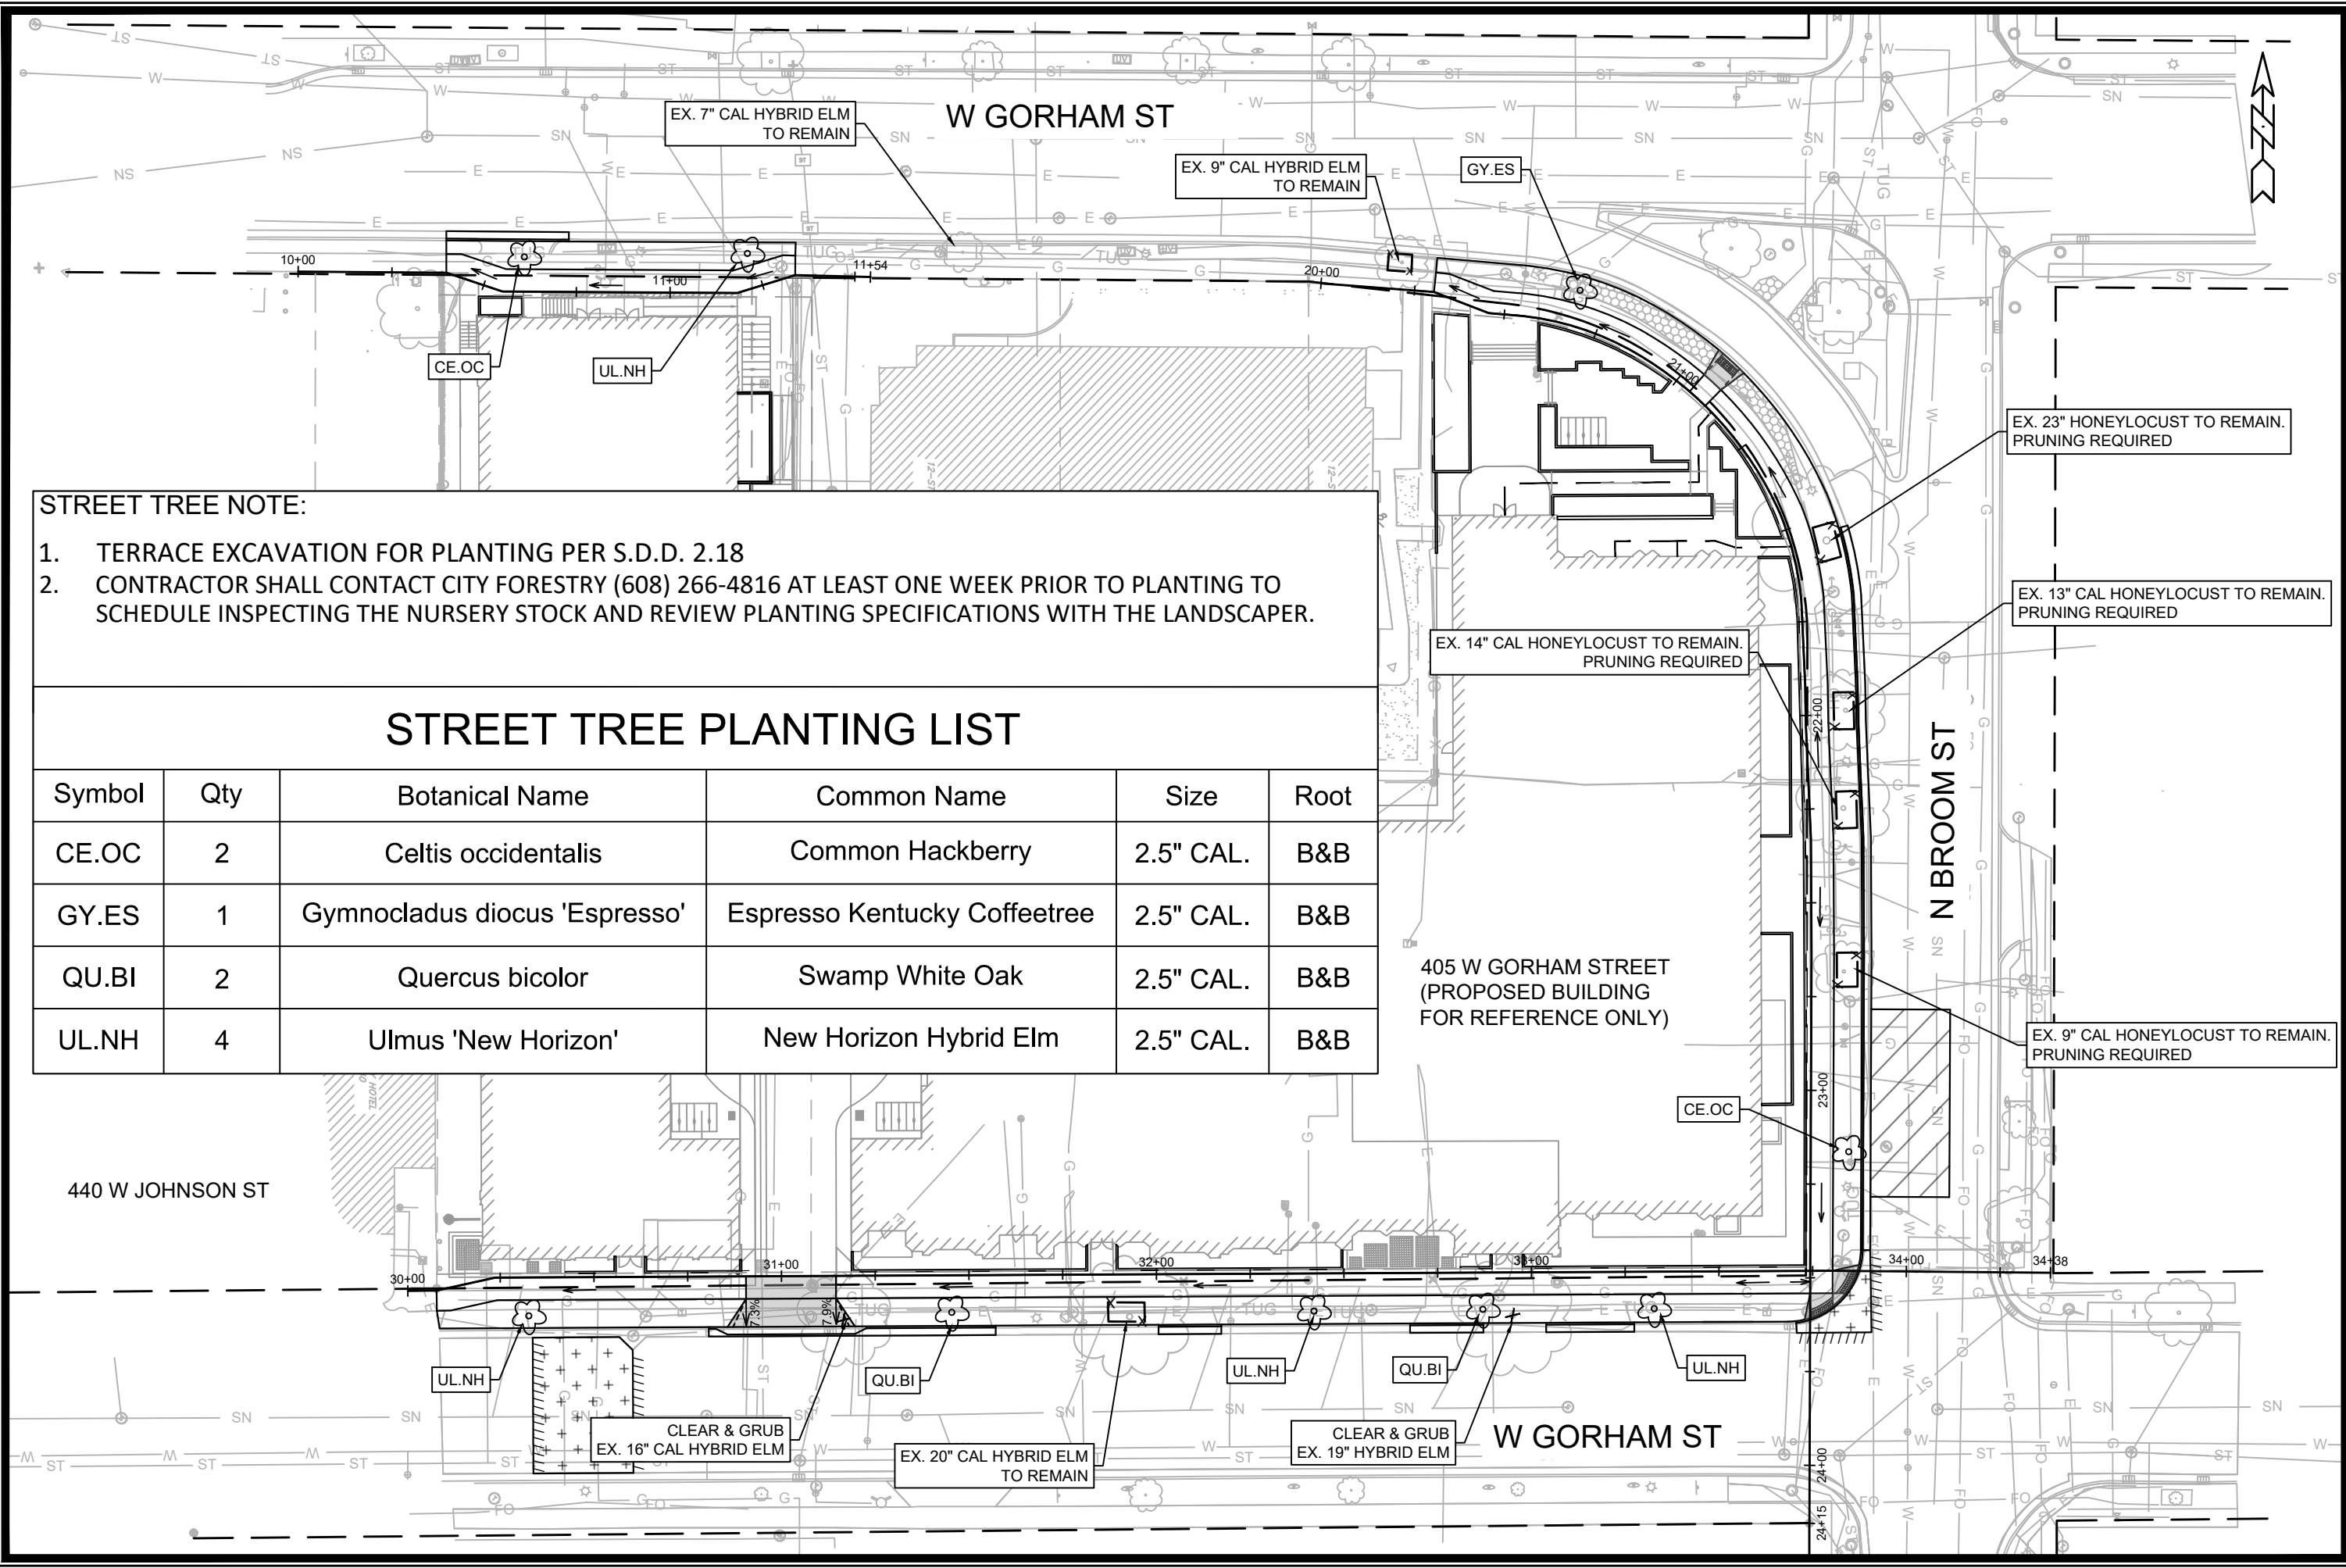 W GORHAM ST
EX. 7" CAL HYBRID ELM
TO REMAIN
EX. 9" CAL HYBRID ELM
TO REMAIN
GY.ES
10+00
11+00
11+54
20+00
21+00
CE.OC
UL.NH
EX. 23" HONEYLOCUST TO REMAIN.
PRUNING REQUIRED
EX. 13" CAL HONEYLOCUST TO REMAIN.
PRUNING REQUIRED
EX. 14" CAL HONEYLOCUST TO REMAIN.
PRUNING REQUIRED
22+00
N BROOM ST
STREET TREE NOTE:
1. TERRACE EXCAVATION FOR PLANTING PER S.D.D. 2.18
2. CONTRACTOR SHALL CONTACT CITY FORESTRY (608) 266-4816 AT LEAST ONE WEEK PRIOR TO PLANTING TO
SCHEDULE INSPECTING THE NURSERY STOCK AND REVIEW PLANTING SPECIFICATIONS WITH THE LANDSCAPER.
STREET TREE PLANTING LIST
Symbol Qty Botanical Name Common Name Size Root
CE.OC 2 Celtis occidentalis Common Hackberry 2.5" CAL. B&B
GY.ES 1 Gymnocladus diocus 'Espresso' Espresso Kentucky Coffeetree 2.5" CAL. B&B
QU.BI 2 Quercus bicolor Swamp White Oak 2.5" CAL. B&B
UL.NH 4 Ulmus 'New Horizon' New Horizon Hybrid Elm 2.5" CAL. B&B
405 W GORHAM STREET
(PROPOSED BUILDING
FOR REFERENCE ONLY)
EX. 9" CAL HONEYLOCUST TO REMAIN.
PRUNING REQUIRED
23+00
CE.OC
440 W JOHNSON ST
HOTEL
30+00
31+00
32+00
33+00
34+00
34+38
7.3%
7.9%
UL.NH
QU.BI
UL.NH
QU.BI
UL.NH
CLEAR & GRUB
EX. 16" CAL HYBRID ELM
EX. 20" CAL HYBRID ELM
TO REMAIN
CLEAR & GRUB
EX. 19" HYBRID ELM
W GORHAM ST
24+00
24+15